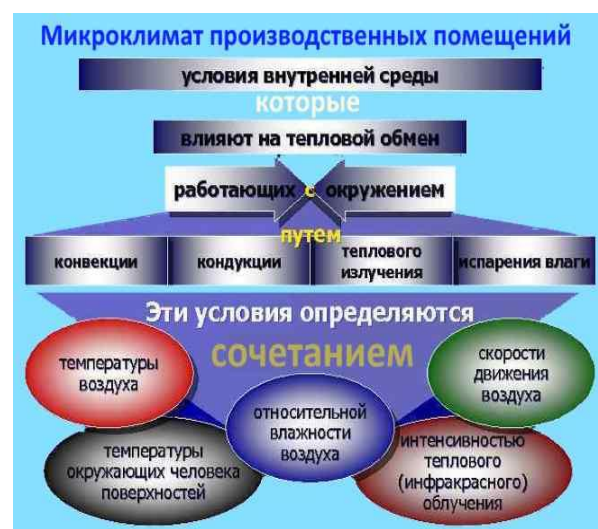 Микроклимат производственных помещений
условия внутренней среды
которые
влияют на тепловой обмен
работающих с окружением
путем
конвекции
кондукции
теплового
излучения
испарения влаги
Эти условия определяются
сочетанием
температуры
воздуха
скорости
движения
воздуха
относительной
влажности
воздуха
температуры
окружающих человека
поверхностей
интенсивностью
теплового
(инфракрасного)
облучения